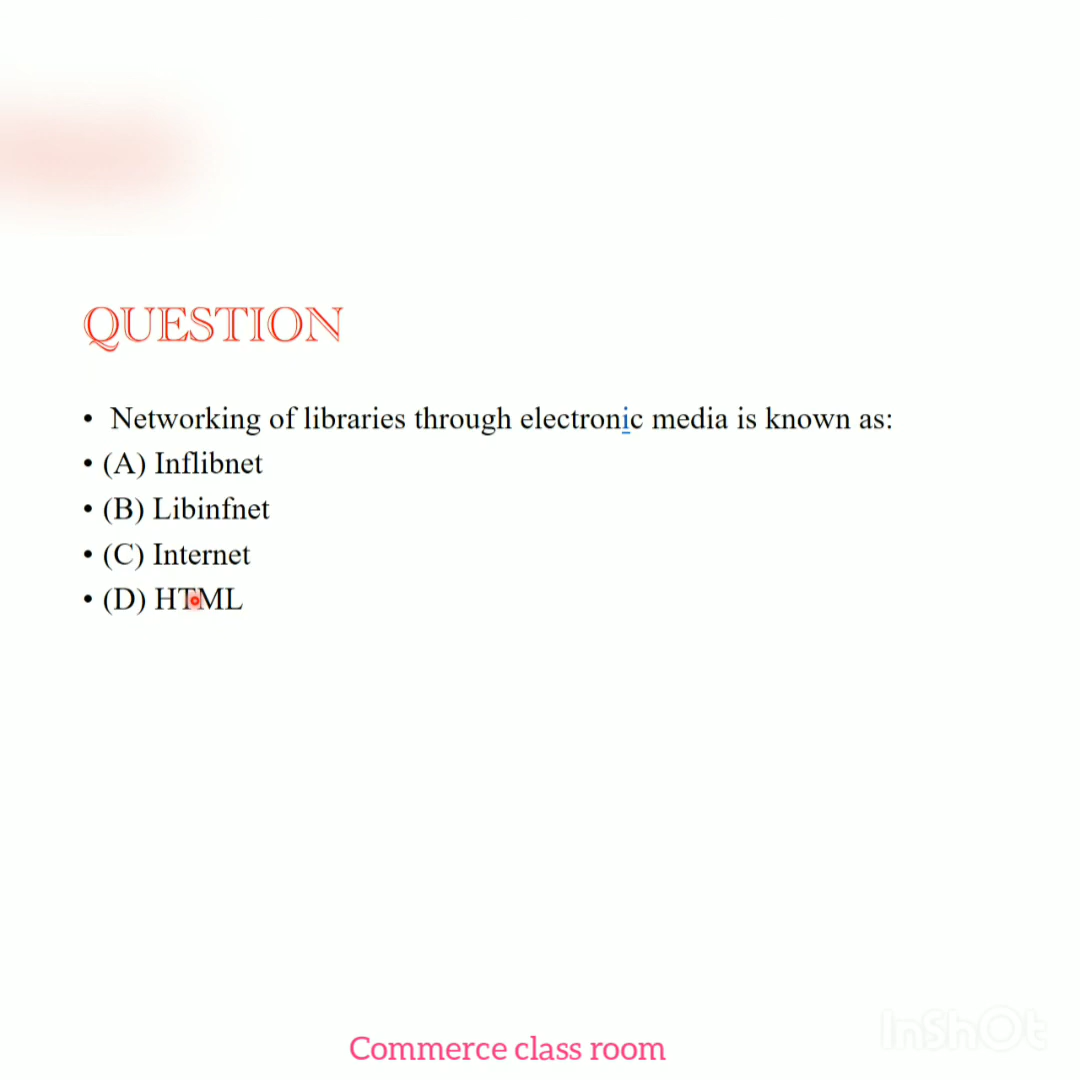 QUESTION
• Networking of libraries through electronic media is known as:
• (A) Inflibnet
• (B) Libinfnet
• (C) Internet
• (D) HTML
InShOt
Commerce class room